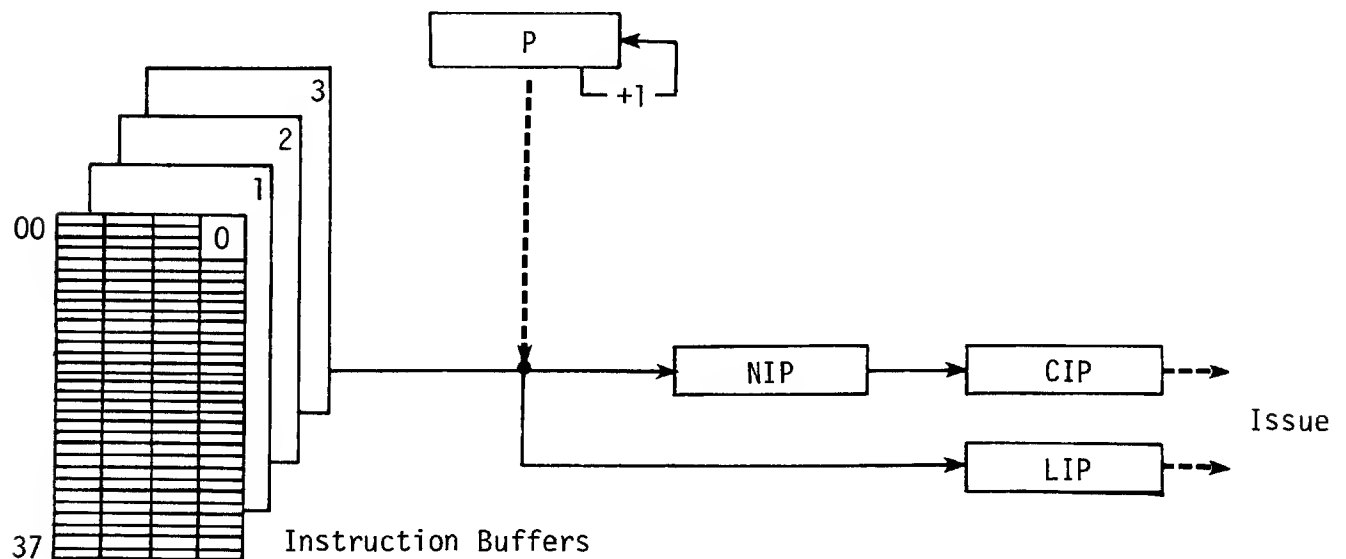 P
+1
3
2
1
0
00
NIP
CIP
Issue
LIP
37
Instruction Buffers